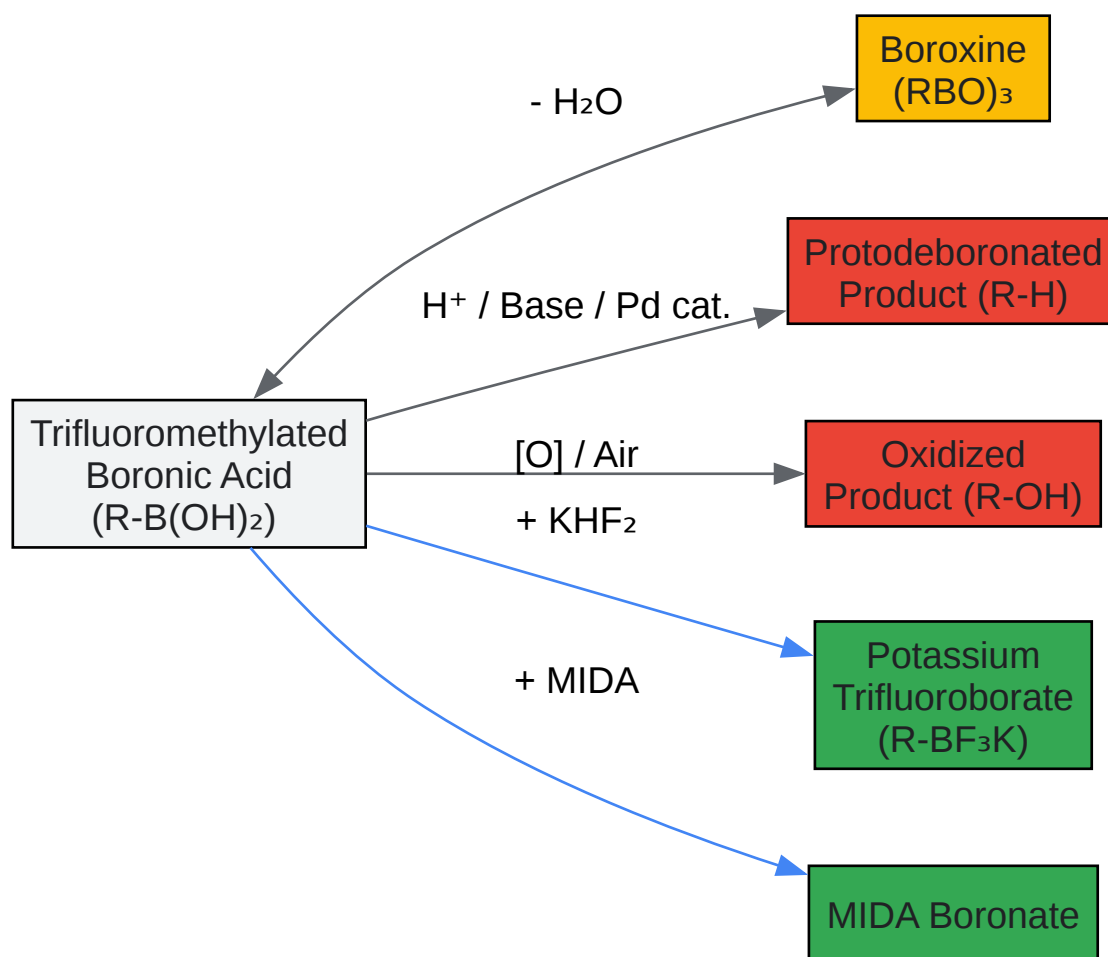 Boroxine
(RBO)₃
- H₂O
Protodeboronated
Product (R-H)
H⁺ / Base / Pd cat.
Trifluoromethylated
Boronic Acid
(R-B(OH)₂)
[O] / Air
Oxidized
Product (R-OH)
+ KHF₂
Potassium
Trifluoroborate
(R-BF₃K)
+ MIDA
MIDA Boronate